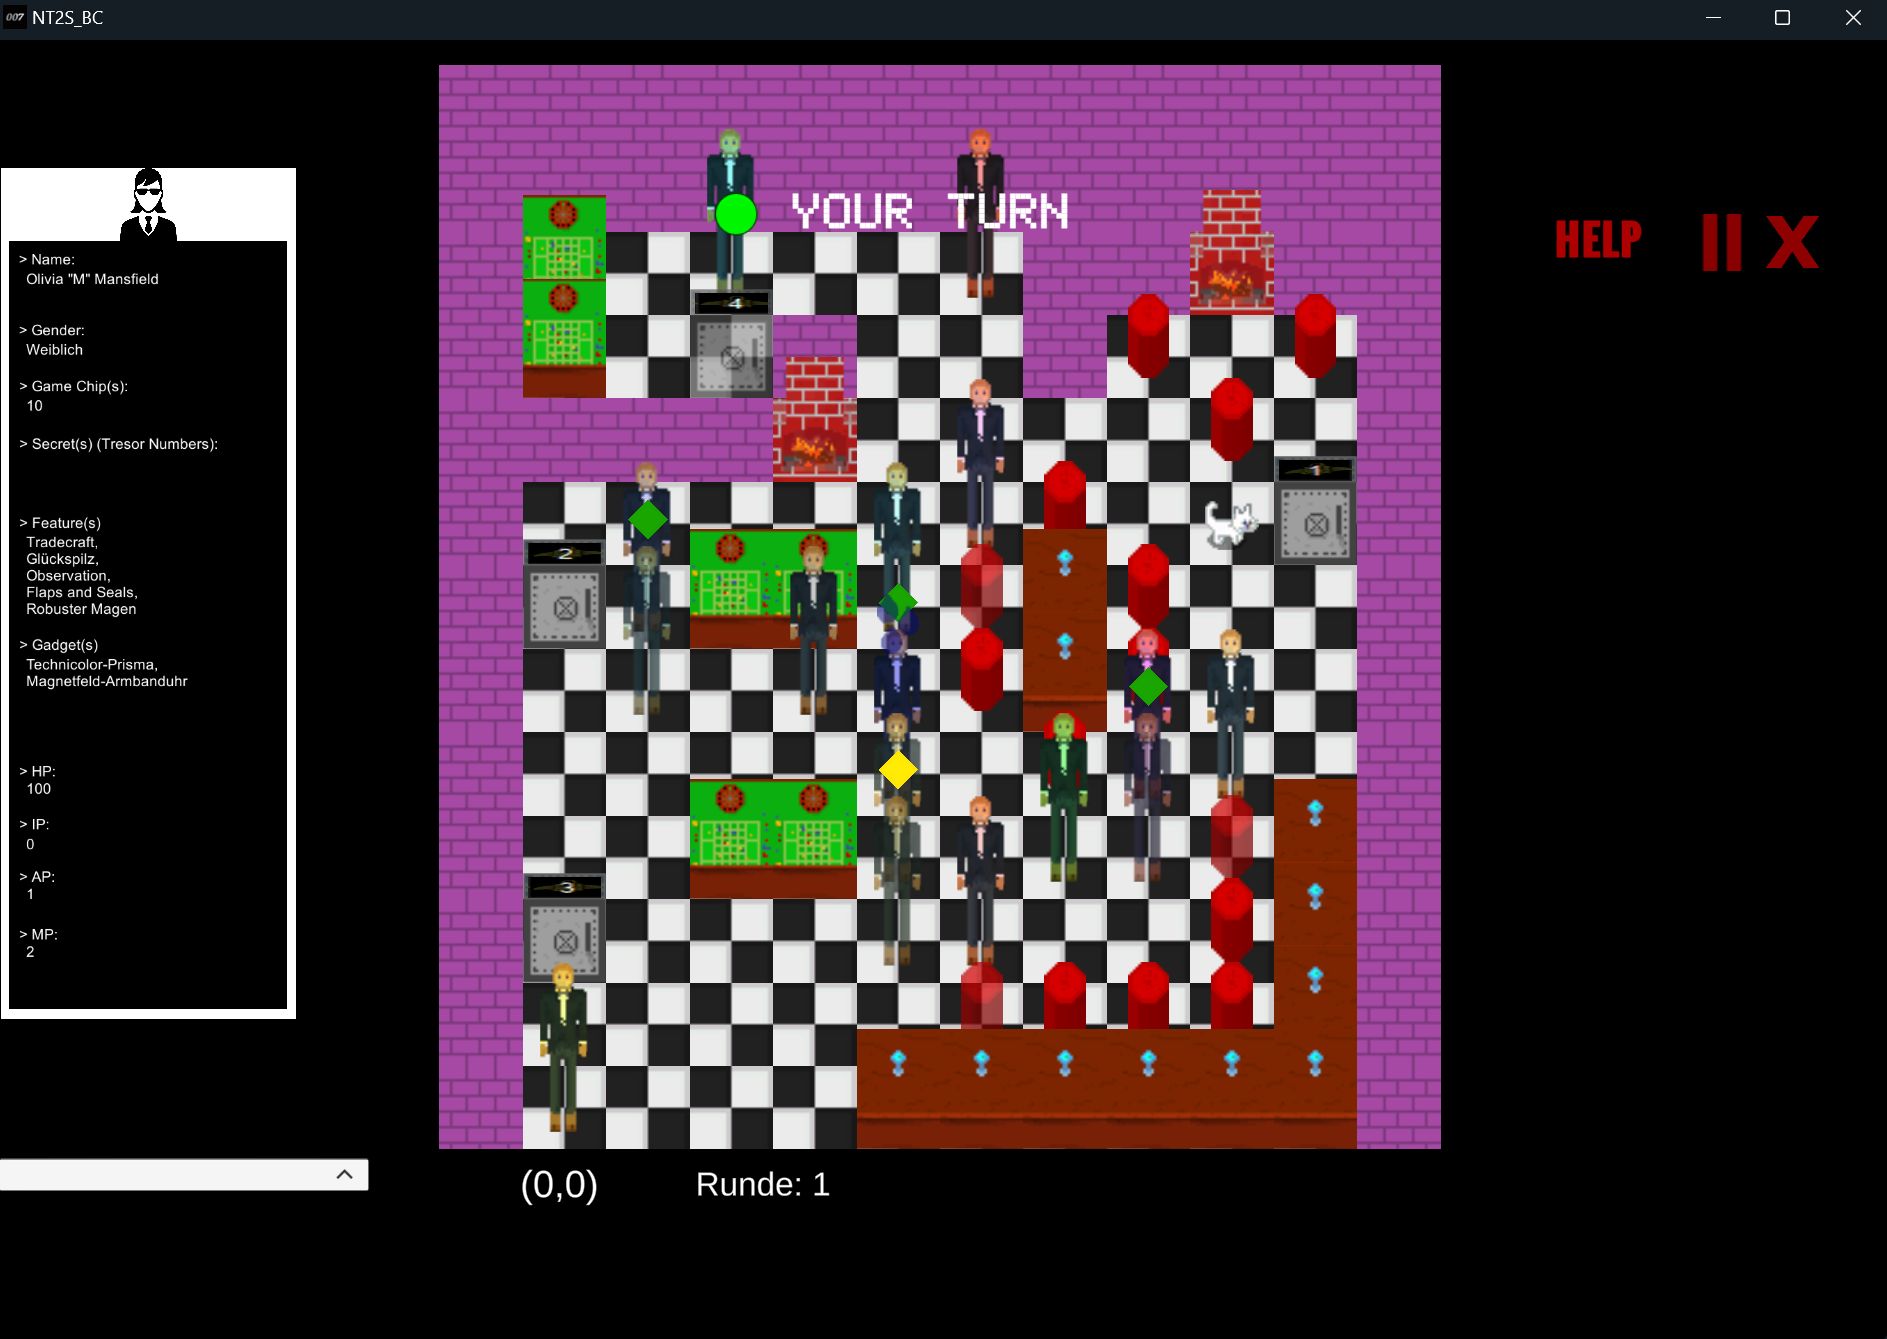 007 NT2S_BC
> Name:
Olivia "M" Mansfield
> Gender:
Weiblich
> Game Chip(s):
10
> Secret(s) (Tresor Numbers):
> Feature(s)
Tradecraft,
Glückspilz,
Observation,
Flaps and Seals,
Robuster Magen
> Gadget(s)
Technicolor-Prisma,
Magnetfeld-Armbanduhr
> HP:
100
> IP:
0
> AP:
1
> MP:
2
YOUR TURN
4
1
2
3
HELP
X
(0,0) Runde: 1